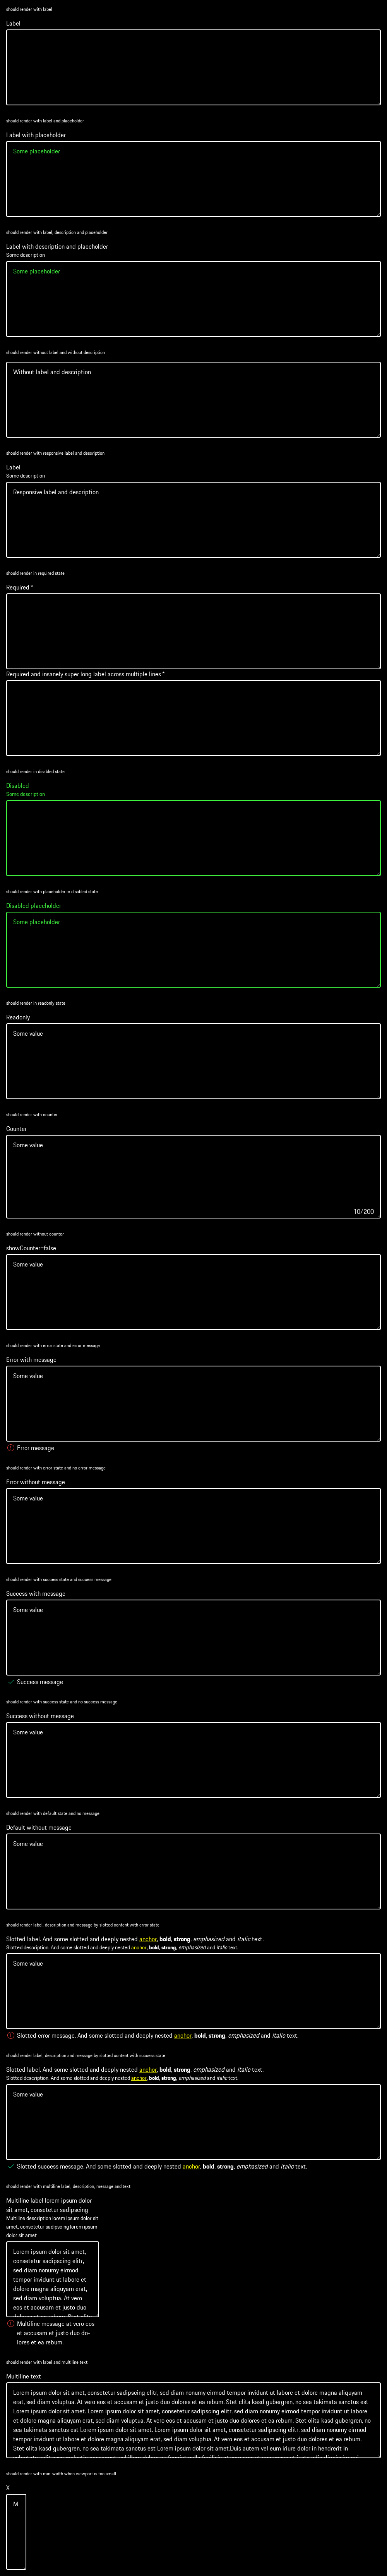 should render with label
Label
should render with label and placeholder
Label with placeholder
Some placeholder
should render with label, description and placeholder
Label with description and placeholder
Some description
Some placeholder
should render without label and without description
Without label and description
should render with responsive label and description
Label
Some description
Responsive label and description
should render in required state
Required *
Required and insanely super long label across multiple lines *
should render in disabled state
Disabled
Some description
should render with placeholder in disabled state
Disabled placeholder
Some placeholder
should render in readonly state
Readonly
Some value
should render with counter
Counter
Some value
10/200
should render without counter
showCounter=false
Some value
should render with error state and error message
Error with message
Some value
Error message
should render with error state and no error message
Error without message
Some value
should render with success state and success message
Success with message
Some value
Success message
should render with success state and no success message
Success without message
Some value
should render with default state and no message
Default without message
Some value
should render label, description and message by slotted content with error state
Slotted label. And some slotted and deeply nested anchor, bold, strong, emphasized and italic text.
Slotted description. And some slotted and deeply nested anchor, bold, strong, emphasized and italic text.
Some value
Slotted error message. And some slotted and deeply nested anchor, bold, strong, emphasized and italic text.
should render label, description and message by slotted content with success state
Slotted label. And some slotted and deeply nested anchor, bold, strong, emphasized and italic text.
Slotted description. And some slotted and deeply nested anchor, bold, strong, emphasized and italic text.
Some value
Slotted success message. And some slotted and deeply nested anchor, bold, strong, emphasized and italic text.
should render with multiline label, description, message and text
Multiline label lorem ipsum dolor
sit amet, consetetur sadipscing
Multiline description lorem ipsum dolor sit
amet, consetetur sadipscing lorem ipsum
dolor sit amet
Lorem ipsum dolor sit amet,
consetetur sadipscing elitr,
sed diam nonumy eirmod
tempor invidunt ut labore et
dolore magna aliquyam erat,
sed diam voluptua. At vero
eos et accusam et justo duo
Multiline message at vero eos
et accusam et justo duo do-
lores et ea rebum.
should render with label and multiline text
Multiline text
Lorem ipsum dolor sit amet, consetetur sadipscing elitr, sed diam nonumy eirmod tempor invidunt ut labore et dolore magna aliquyam
erat, sed diam voluptua. At vero eos et accusam et justo duo dolores et ea rebum. Stet clita kasd gubergren, no sea takimata sanctus est
Lorem ipsum dolor sit amet. Lorem ipsum dolor sit amet, consetetur sadipscing elitr, sed diam nonumy eirmod tempor invidunt ut labore
et dolore magna aliquyam erat, sed diam voluptua. At vero eos et accusam et justo duo dolores et ea rebum. Stet clita kasd gubergren, no
sea takimata sanctus est Lorem ipsum dolor sit amet. Lorem ipsum dolor sit amet, consetetur sadipscing elitr, sed diam nonumy eirmod
tempor invidunt ut labore et dolore magna aliquyam erat, sed diam voluptua. At vero eos et accusam et justo duo dolores et ea rebum.
Stet clita kasd gubergren, no sea takimata sanctus est Lorem ipsum dolor sit amet.Duis autem vel eum iriure dolor in hendrerit in
should render with min-width when viewport is too small
X
M